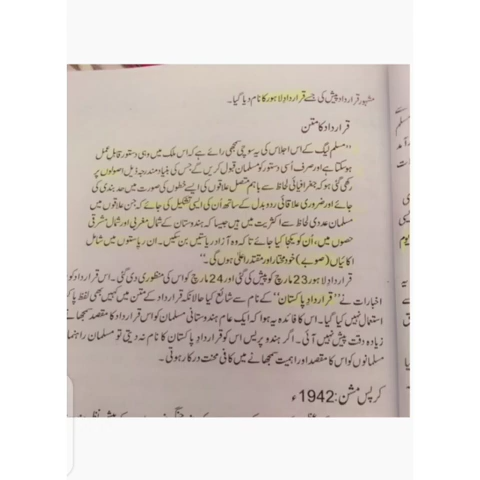 مشہور قرارداد پیش کی جسے قرارداد لاہور کا نام دیا گیا۔
قرارداد کا متن
"مسلم لیگ کے اس اجلاس کی یہ سوچی سمجھی رائے ہے کہ اس ملک میں وہی دستور قابل عمل
ہو سکتا ہے اور صرف اُسی دستور کو مسلمان قبول کریں گے جس کی بنیاد مندرجہ ذیل اصولوں پر
رکھی گئی ہو کہ جغرافیائی لحاظ سے باہم متصل علاقوں کی ایسے خطوں کی صورت میں حد بندی کی
جائے اور ضروری علاقائی ردوبدل کے ساتھ اُن کی ایسی تشکیل کی جائے کہ جن علاقوں میں
مسلمان عددی لحاظ سے اکثریت میں ہیں جیسا کہ ہندوستان کے شمال مغربی اور شمال مشرقی
حصوں میں، اُن کو یکجا کیا جائے تاکہ وہ آزاد ریاستیں بن سکیں۔ ان ریاستوں میں شامل
اکائیاں (صوبے) خود مختار اور مقتدر اعلیٰ ہوں گی۔"
قرارداد لاہور 23 مارچ کو پیش کی گئی اور 24 مارچ کو اس کی منظوری دی گئی۔ اس قرارداد کو
اخبارات نے "قرارداد پاکستان" کے نام سے شائع کیا حالانکہ قرارداد کے متن میں کہیں بھی لفظ
استعمال نہیں کیا گیا۔ اس کا فائدہ یہ ہوا کہ ایک عام ہندوستانی مسلمان کو اس قرارداد کا مقصد
زیادہ دقت پیش نہیں آئی۔ اگر ہندو پریس اس کو قرارداد پاکستان کا نام نہ دیتی تو مسلمان
مسلمانوں کو اس کا مقصد اور اہمیت سمجھانے میں کافی محنت درکار ہوتی۔
کرپس مشن: 1942ء